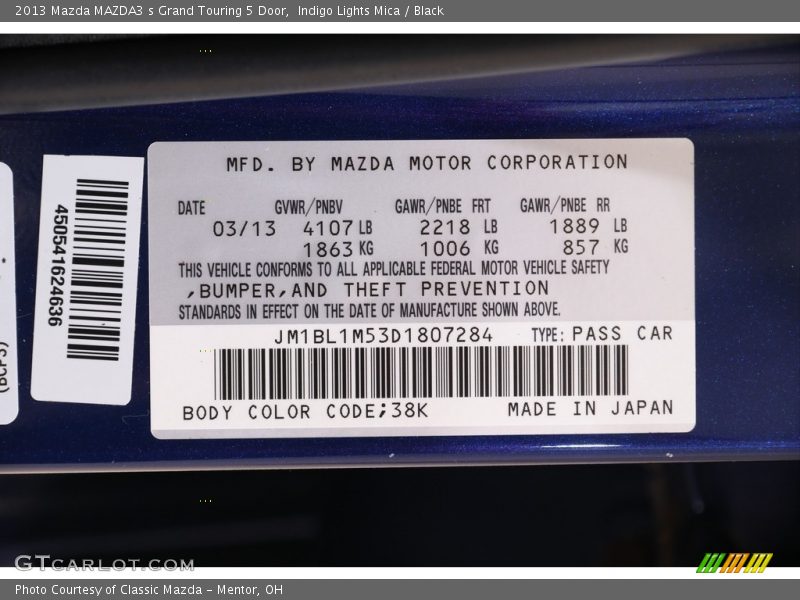 2013 Mazda MAZDA3 s Grand Touring 5 Door,  Indigo Lights Mica / Black
MFD. BY MAZDA MOTOR CORPORATION
DATE GVWR/PNBV GAWR/PNBE FRT GAWR/PNBE RR
03/13 4107 LB 2218 LB 1889 LB
1863 KG 1006 KG 857 KG
THIS VEHICLE CONFORMS TO ALL APPLICABLE FEDERAL MOTOR VEHICLE SAFETY
,BUMPER,AND THEFT PREVENTION
STANDARDS IN EFFECT ON THE DATE OF MANUFACTURE SHOWN ABOVE.
JM1BL1M53D1807284 TYPE: PASS CAR
BODY COLOR CODE;38K MADE IN JAPAN
450541624636
(BCPS)
GTCARLOT.COM
Photo Courtesy of Classic Mazda - Mentor, OH